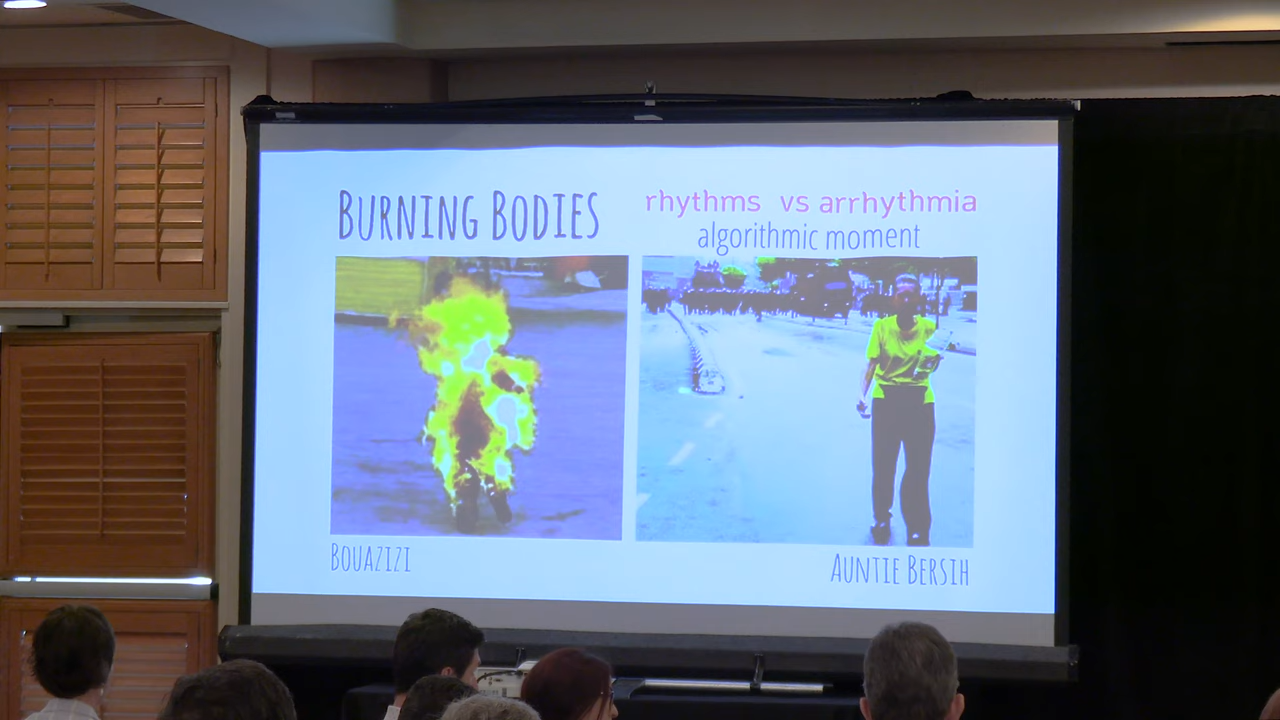 BURNING BODIES
rhythms vs arrhythmia
algorithmic moment
BOUAZIZI
AUNTIE BERSIH